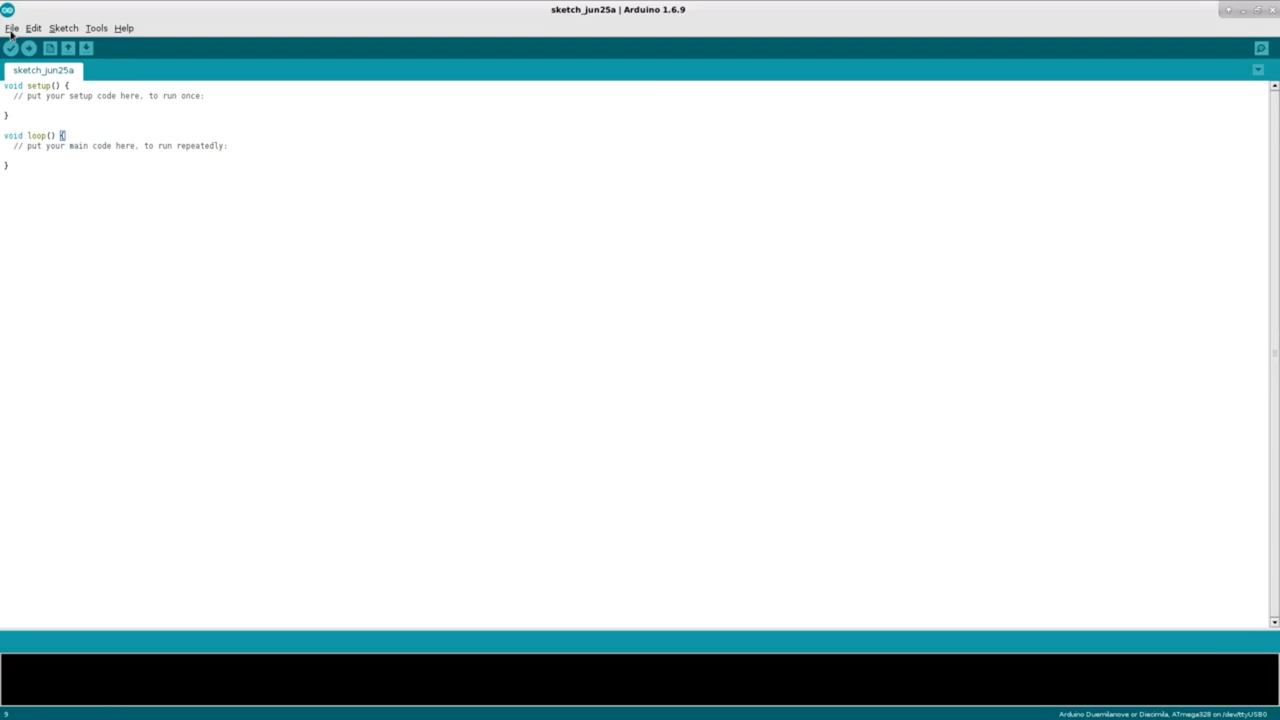 sketch_jun25a | Arduino 1.6.9
File Edit Sketch Tools Help
sketch_jun25a
void setup() {
// put your setup code here, to run once:
}
void loop() {
// put your main code here, to run repeatedly:
}
9
Arduino Duemilanove or Diecimila, ATmega328 on /dev/ttyUSB0